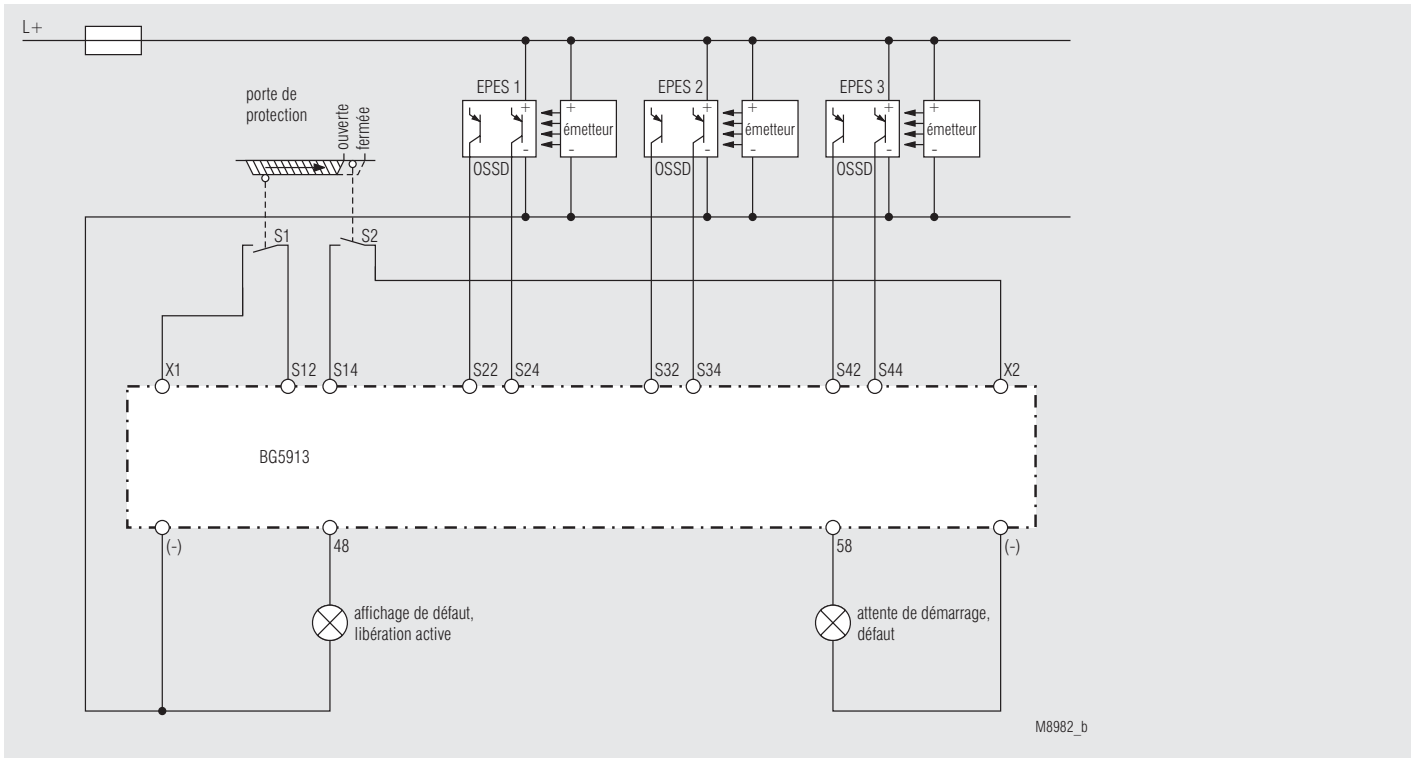 L+
porte de
protection
ouverte
fermée
EPES 1
EPES 2
EPES 3
+
+
+
+
+
+
émetteur
émetteur
émetteur
-
-
-
-
-
-
OSSD
OSSD
OSSD
S1
S2
X1
S12
S14
S22
S24
S32
S34
S42
S44
X2
BG5913
(-)
48
58
(-)
affichage de défaut,
libération active
attente de démarrage,
défaut
M8982_b